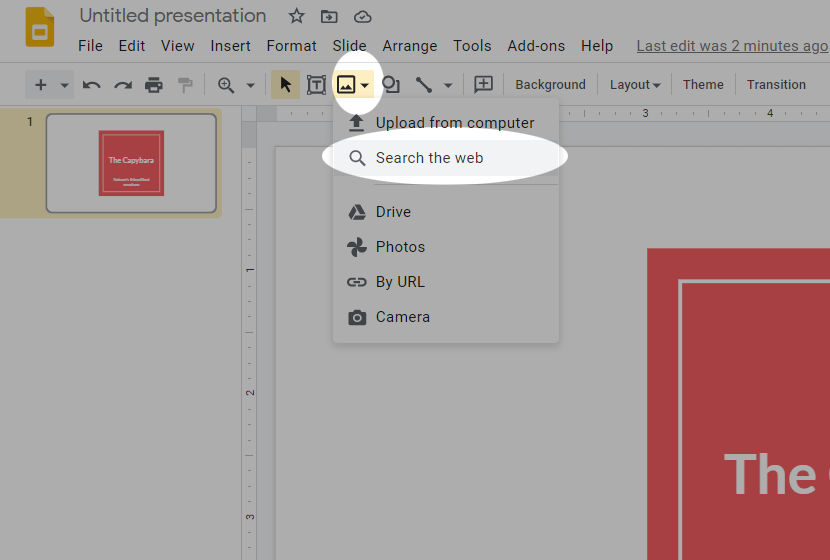 Untitled presentation
File Edit View Insert Format Slide Arrange Tools Add-ons Help Last edit was 2 minutes ago
Background Layout Theme Transition
3 4
Upload from computer
Search the web
Drive
Photos
By URL
Camera
1
The Capybara
1
2
3
The